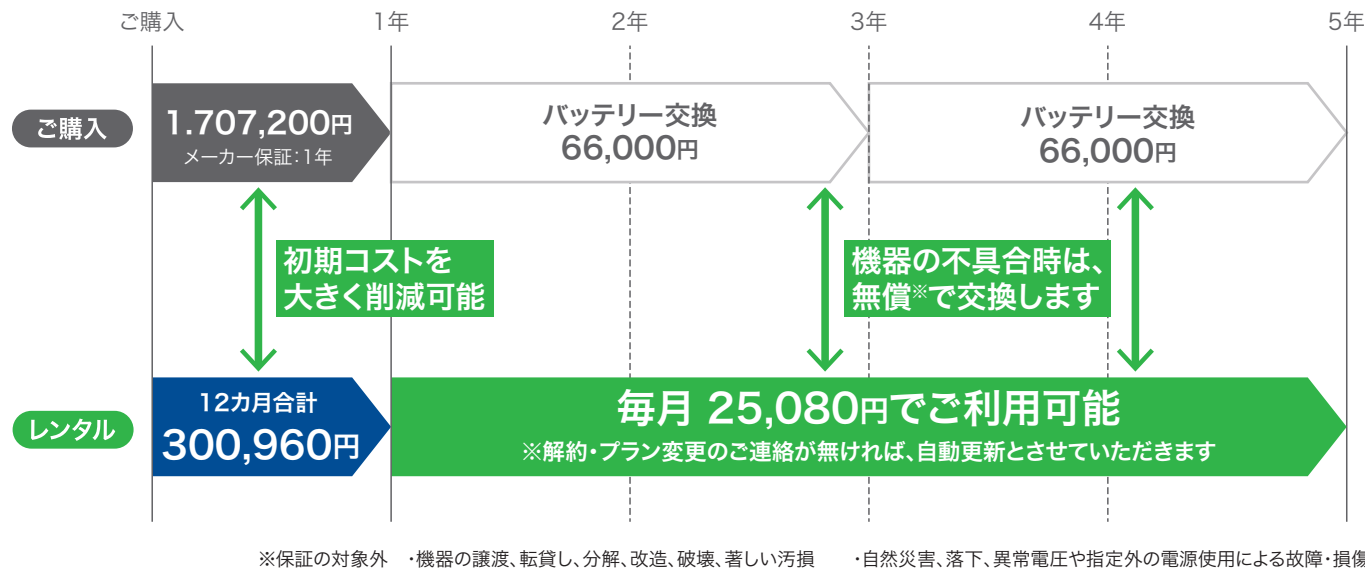 ご購入 1年 2年 3年 4年 5年
ご購入
1.707,200円
メーカー保証:1年
バッテリー交換
66,000円
バッテリー交換
66,000円
初期コストを
大きく削減可能
機器の不具合時は、
無償※で交換します
レンタル
12カ月合計
300,960円
毎月 25,080円でご利用可能
※解約・プラン変更のご連絡が無ければ、自動更新とさせていただきます
※保証の対象外 ・機器の譲渡、転貸し、分解、改造、破壊、著しい汚損 ・自然災害、落下、異常電圧や指定外の電源使用による故障・損傷